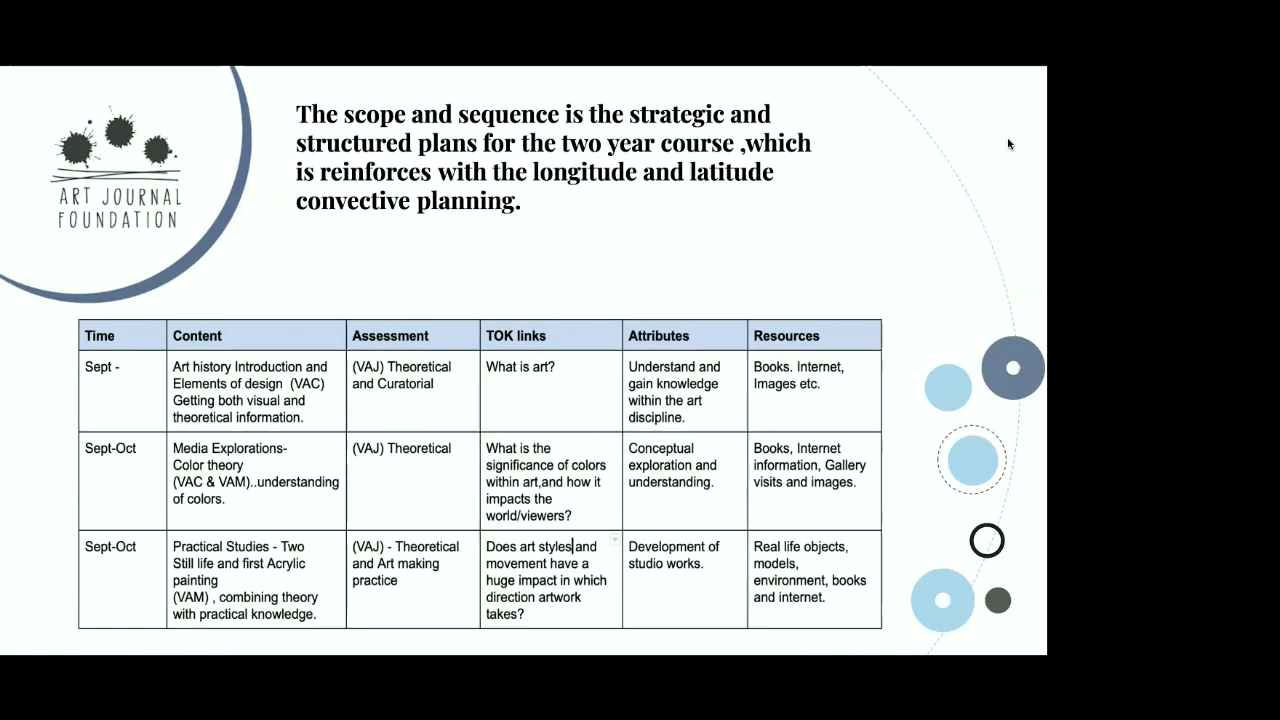 ART JOURNAL
FOUNDATION
The scope and sequence is the strategic and
structured plans for the two year course ,which
is reinforces with the longitude and latitude
convective planning.
Time
Content
Assessment
TOK links
Attributes
Resources
Sept -
Art history Introduction and
Elements of design (VAC)
Getting both visual and
theoretical information.
(VAJ) Theoretical
and Curatorial
What is art?
Understand and
gain knowledge
within the art
discipline.
Books. Internet,
Images etc.
Sept-Oct
Media Explorations-
Color theory
(VAC & VAM)..understanding
of colors.
(VAJ) Theoretical
What is the
significance of colors
within art,and how it
impacts the
world/viewers?
Conceptual
exploration and
understanding.
Books, Internet
information, Gallery
visits and images.
Sept-Oct
Practical Studies - Two
Still life and first Acrylic
painting
(VAM) , combining theory
with practical knowledge.
(VAJ) - Theoretical
and Art making
practice
Does art styles and
movement have a
huge impact in which
direction artwork
takes?
Development of
studio works.
Real life objects,
models,
environment, books
and internet.